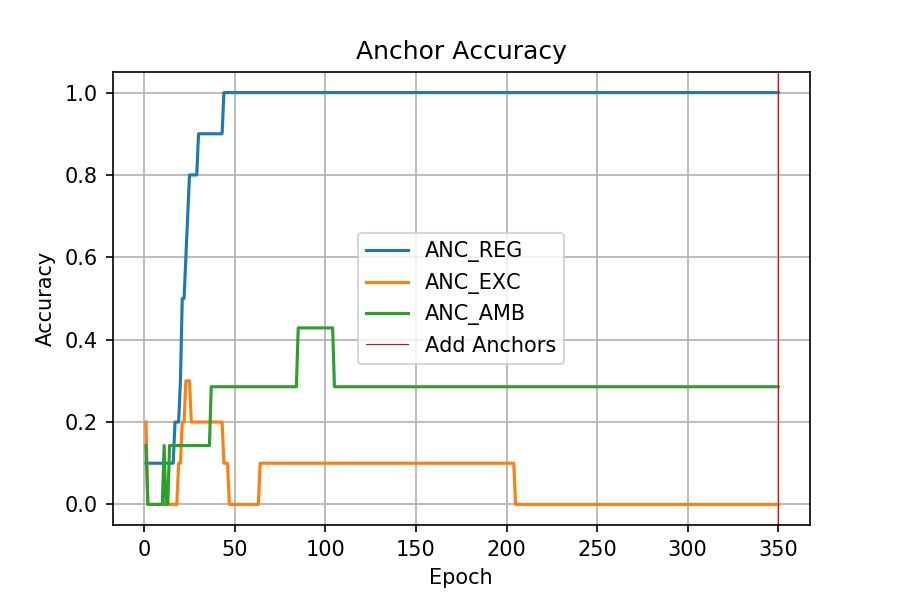 Anchor Accuracy
Accuracy
1.0
0.8
0.6
0.4
0.2
0.0
ANC_REG
ANC_EXC
ANC_AMB
Add Anchors
0 50 100 150 200 250 300 350
Epoch